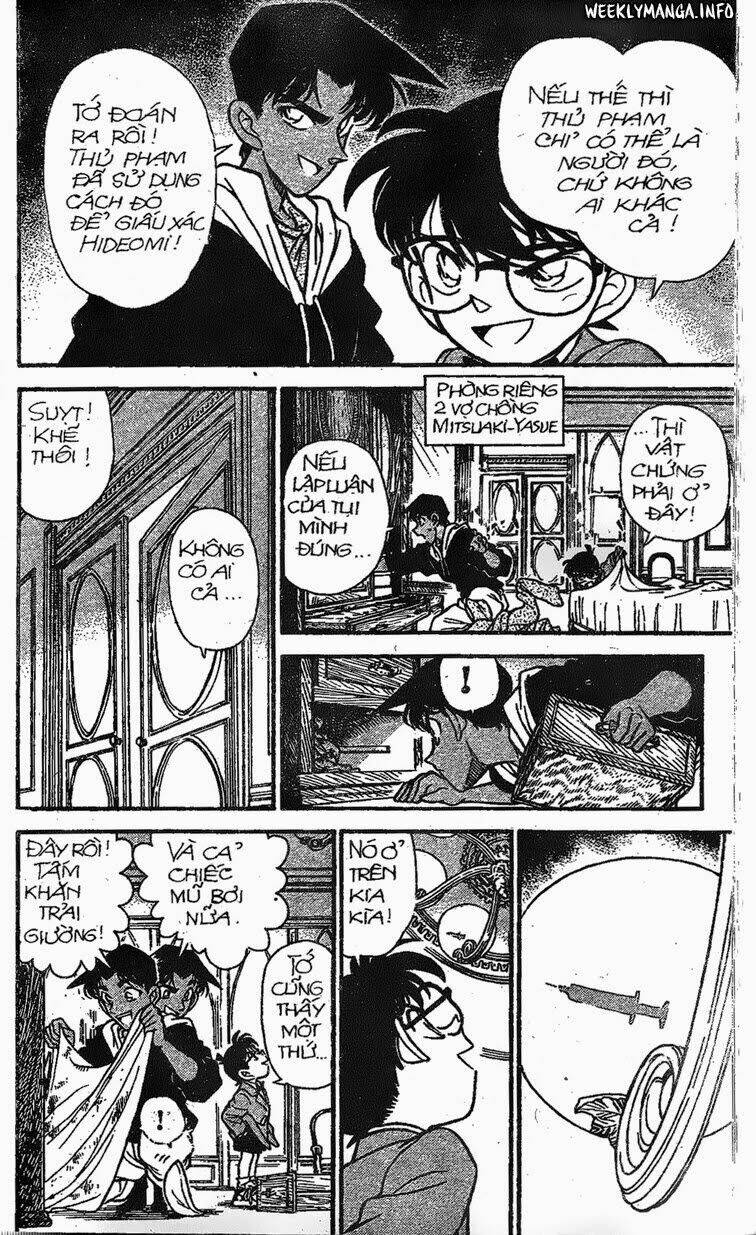 WEEKLYMANGA.INFO
TỚ ĐOÁN
RA RỒI!
THỦ PHẠM
ĐÃ SỬ DỤNG
CÁCH ĐÓ
ĐỂ GIẤU XÁC
HIDEOMI!
NẾU THẾ THÌ
THỦ PHẠM
CHỈ CÓ THỂ LÀ
NGƯỜI ĐÓ,
CHỨ KHÔNG
AI KHÁC
CẢ!
SUỴT!
KHẼ
THÔI!
KHÔNG
CÓ AI
CẢ...
PHÒNG RIÊNG
2 VỢ CHỒNG
MITSUAKI-YASUE
NẾU
LẬP LUẬN
CỦA TỤI
MÌNH
ĐÚNG...
...THÌ
VẬT
CHỨNG
PHẢI Ở
ĐÂY!
!
ĐÂY RỒI!
TẤM
KHĂN
TRẢI
GIƯỜNG!
VÀ CẢ
CHIẾC
MŨ BƠI
NỮA.
TỚ
CŨNG
THẤY
MỘT
THỨ...
!
NÓ Ở
TRÊN
KIA
KÌA!